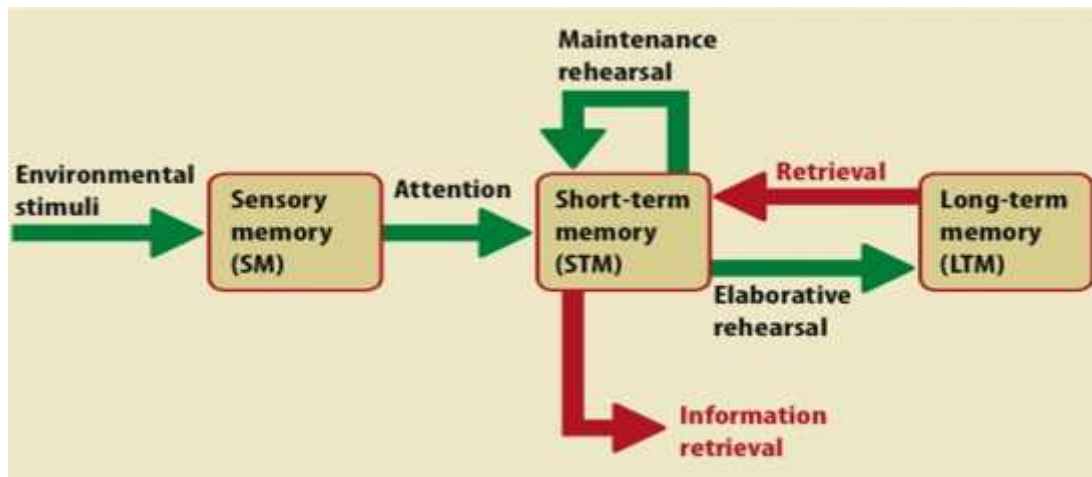 Maintenance
rehearsal
Environmental
stimuli
Sensory
memory
(SM)
Attention
Short-term
memory
(STM)
Retrieval
Long-term
memory
(LTM)
Elaborative
rehearsal
Information
retrieval